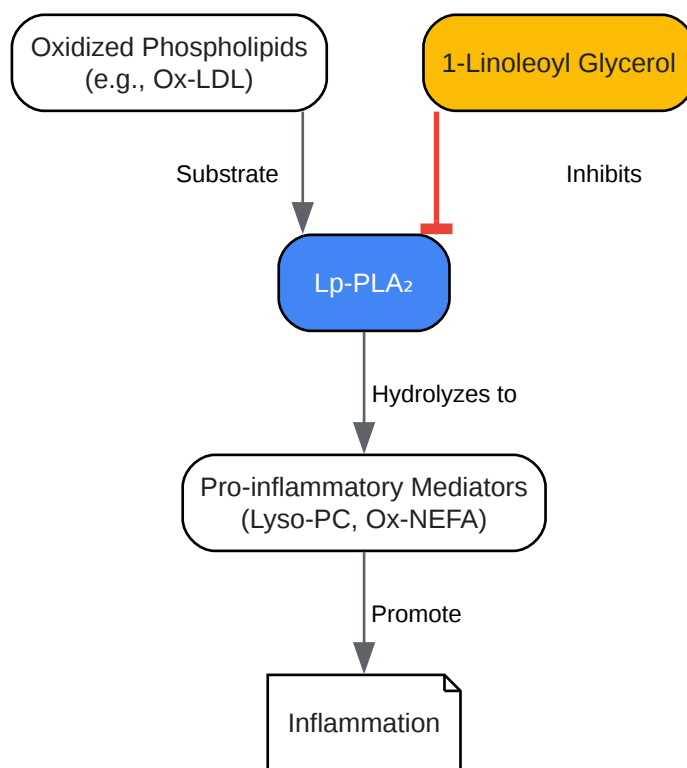 Oxidized Phospholipids
(e.g., Ox-LDL)
1-Linoleoyl Glycerol
Substrate
Inhibits
Lp-PLA₂
Hydrolyzes to
Pro-inflammatory Mediators
(Lyso-PC, Ox-NEFA)
Promote
Inflammation